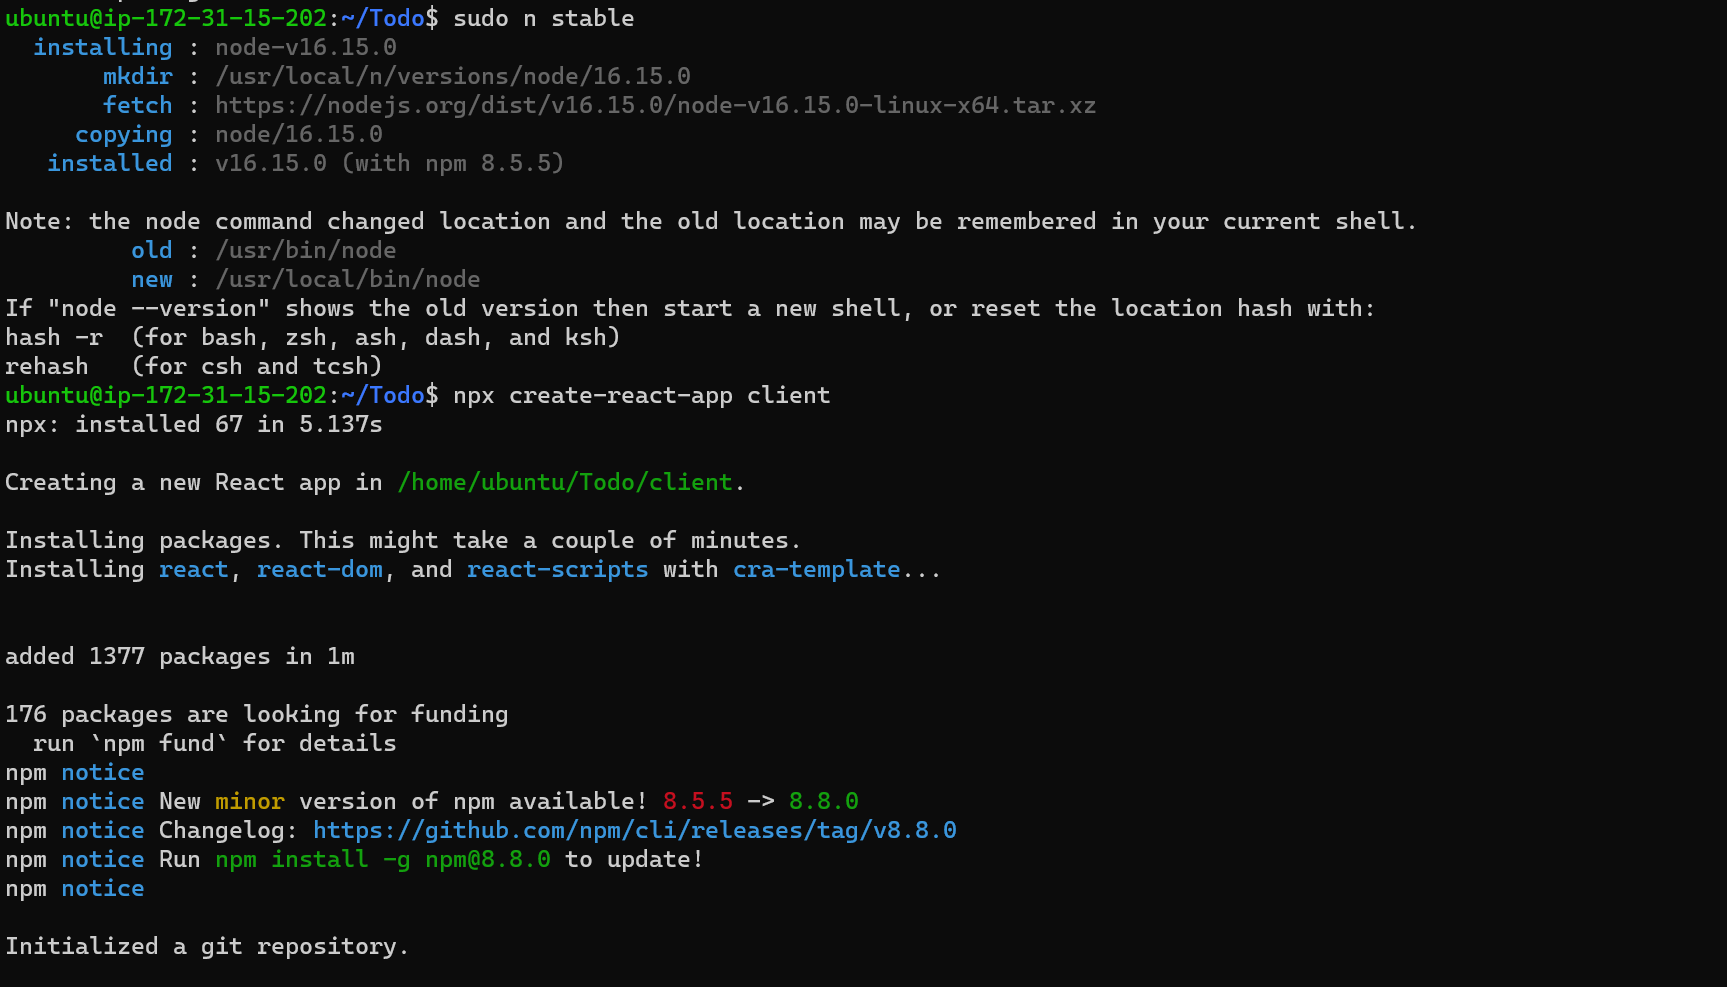 ubuntu@ip-172-31-15-202:~/Todo$ sudo n stable
installing : node-v16.15.0
mkdir : /usr/local/n/versions/node/16.15.0
fetch : https://nodejs.org/dist/v16.15.0/node-v16.15.0-linux-x64.tar.xz
copying : node/16.15.0
installed : v16.15.0 (with npm 8.5.5)
Note: the node command changed location and the old location may be remembered in your current shell.
old : /usr/bin/node
new : /usr/local/bin/node
If "node --version" shows the old version then start a new shell, or reset the location hash with:
hash -r  (for bash, zsh, ash, dash, and ksh)
rehash   (for csh and tcsh)
ubuntu@ip-172-31-15-202:~/Todo$ npx create-react-app client
npx: installed 67 in 5.137s
Creating a new React app in /home/ubuntu/Todo/client.
Installing packages. This might take a couple of minutes.
Installing react, react-dom, and react-scripts with cra-template...
added 1377 packages in 1m
176 packages are looking for funding
run `npm fund` for details
npm notice
npm notice New minor version of npm available! 8.5.5 -> 8.8.0
npm notice Changelog: https://github.com/npm/cli/releases/tag/v8.8.0
npm notice Run npm install -g npm@8.8.0 to update!
npm notice
Initialized a git repository.